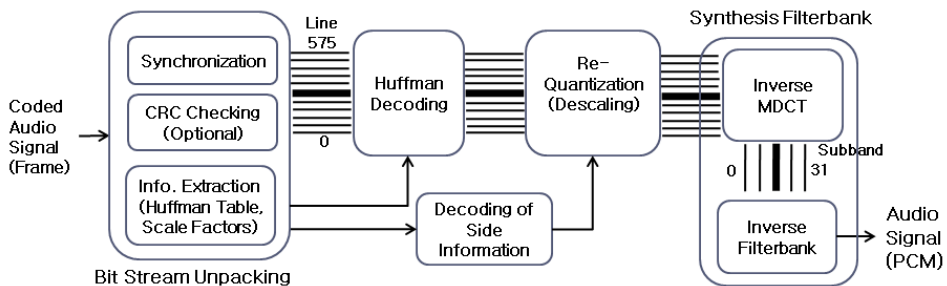 Synthesis Filterbank
Line
575
Synchronization
Huffman
Decoding
Re-
Quantization
(Descaling)
Inverse
MDCT
Coded
Audio
Signal
(Frame)
CRC Checking
(Optional)
0
Subband
0
31
Info. Extraction
(Huffman Table,
Scale Factors)
Decoding of
Side
Information
Inverse
Filterbank
Audio
Signal
(PCM)
Bit Stream Unpacking